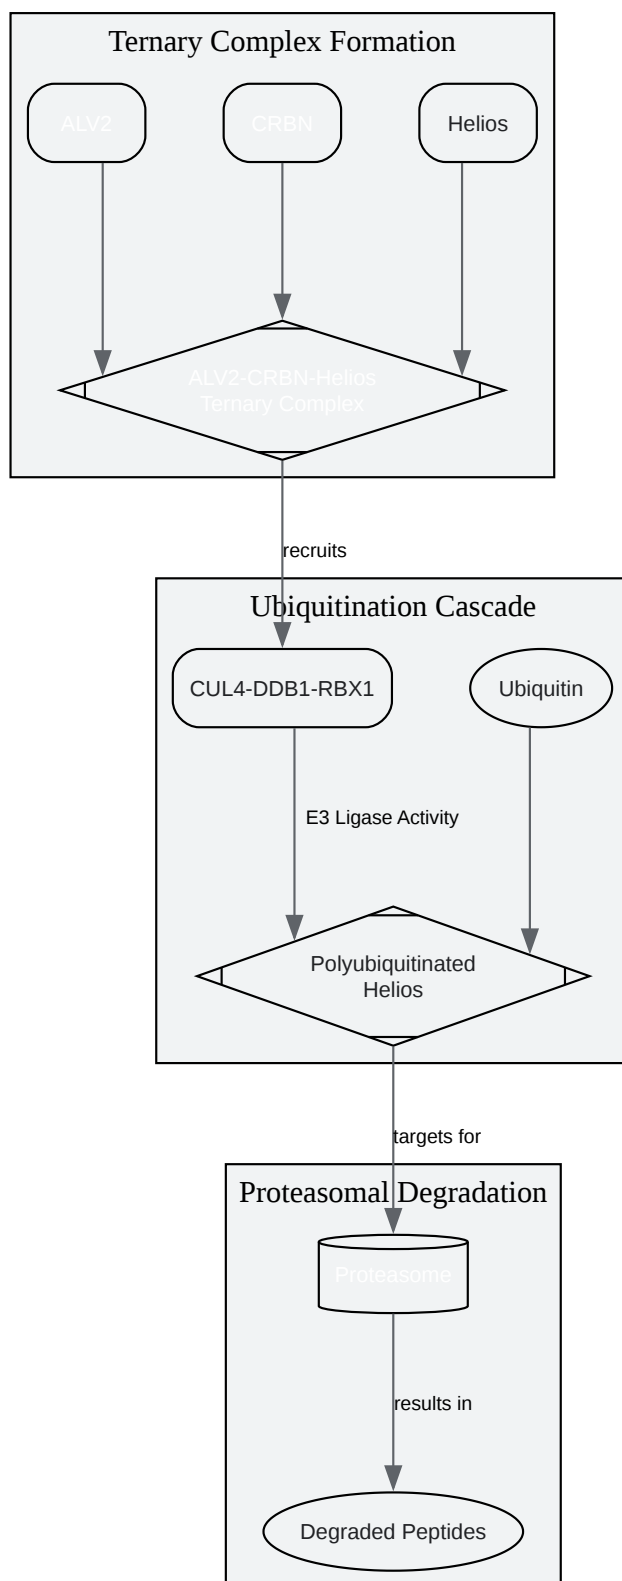 Ternary Complex Formation
ALV2
CRBN
Helios
ALV2-CRBN-Helios
Ternary Complex
recruits
Ubiquitination Cascade
CUL4-DDB1-RBX1
Ubiquitin
E3 Ligase Activity
Polyubiquitinated
Helios
targets for
Proteasomal Degradation
Proteasome
results in
Degraded Peptides